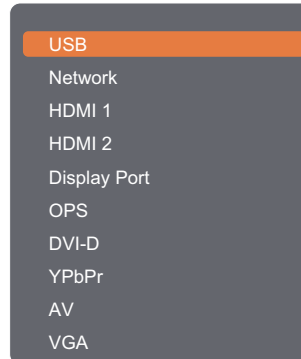 USB
Network
HDMI 1
HDMI 2
Display Port
OPS
DVI-D
YPbPr
AV
VGA